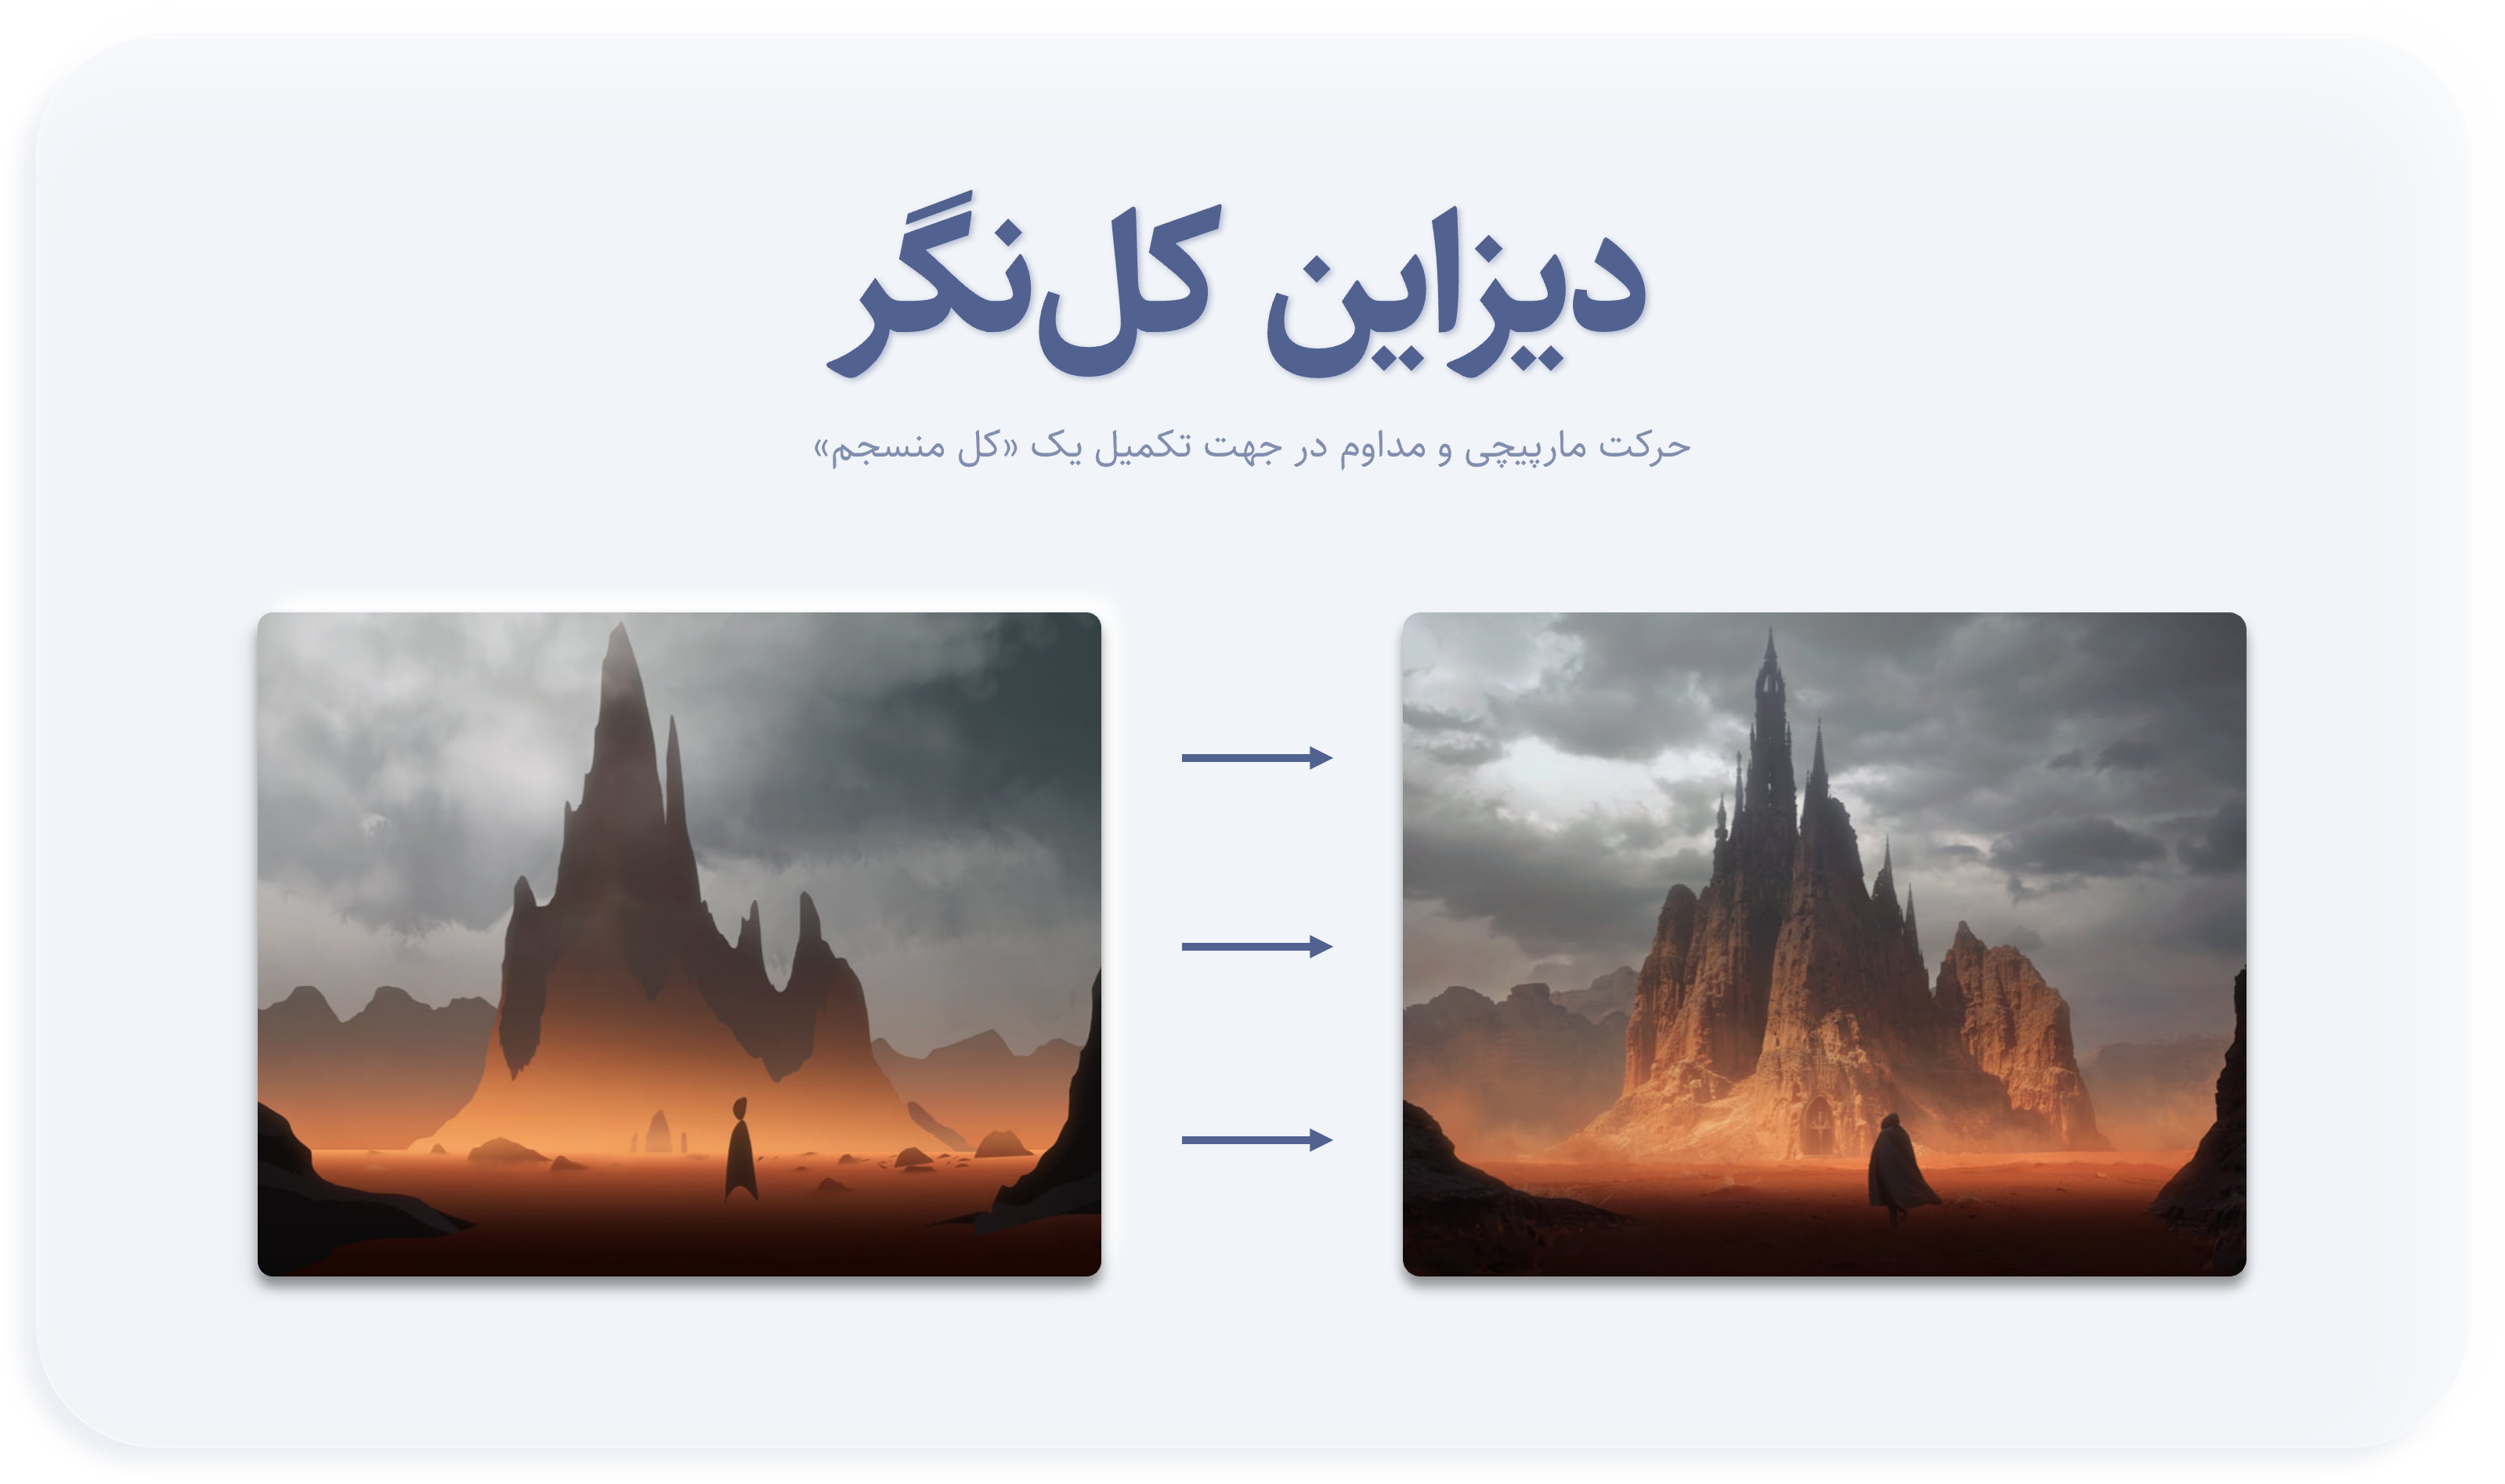 دیزاین کل‌نگر
حرکت مارپیچی و مداوم در جهت تکمیل یک «کل منسجم»